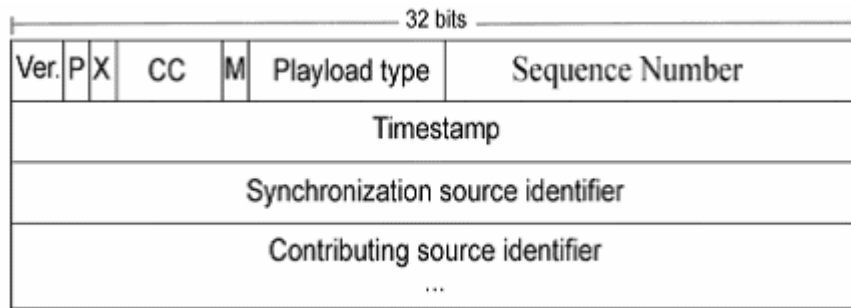 32 bits
Ver. P X CC M Playload type Sequence Number
Timestamp
Synchronization source identifier
Contributing source identifier
...